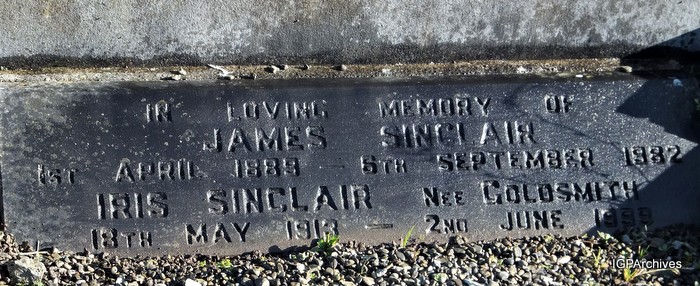 IN LOVING MEMORY OF
JAMES SINCLAIR
1ST APRIL 1889 - 6TH SEPTEMBER 1982
IRIS SINCLAIR NEE GOLDSMITH
18TH MAY 1913 - 2ND JUNE 1999
IGPArchives